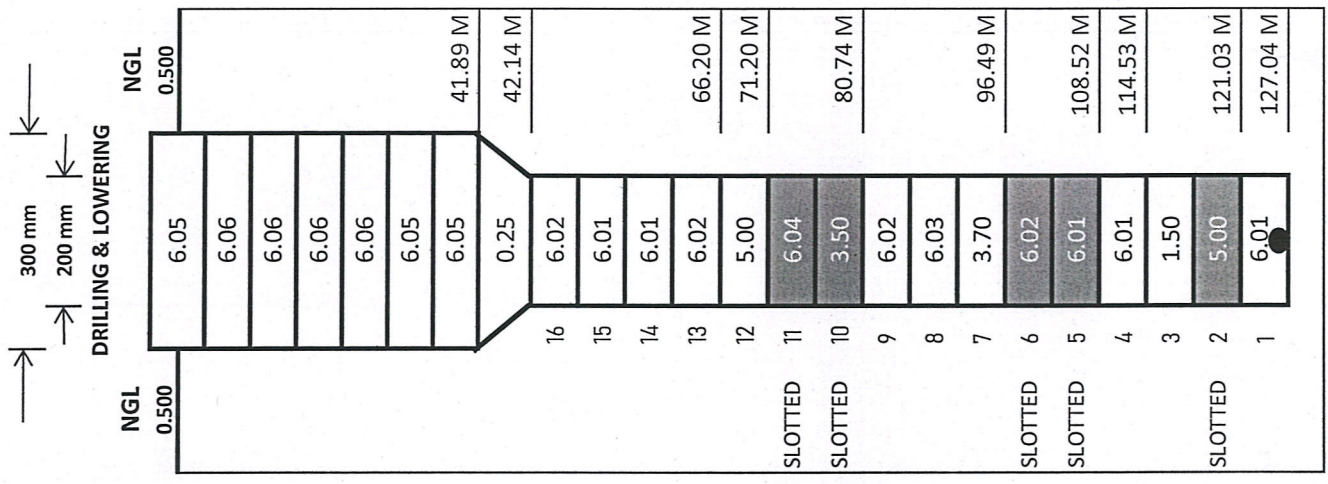 300 mm
200 mm
DRILLING & LOWERING
NGL NGL
0.500 0.500
6.05
6.06
6.06
6.06
6.06
6.05
6.05 41.89 M
0.25 42.14 M
16 6.02
15 6.01
14 6.01
13 6.02 66.20 M
12 5.00 71.20 M
SLOTTED 11 6.04
SLOTTED 10 3.50 80.74 M
9 6.02
8 6.03
7 3.70 96.49 M
SLOTTED 6 6.02
SLOTTED 5 6.01 108.52 M
4 6.01 114.53 M
3 1.50
SLOTTED 2 5.00 121.03 M
1 6.01 127.04 M